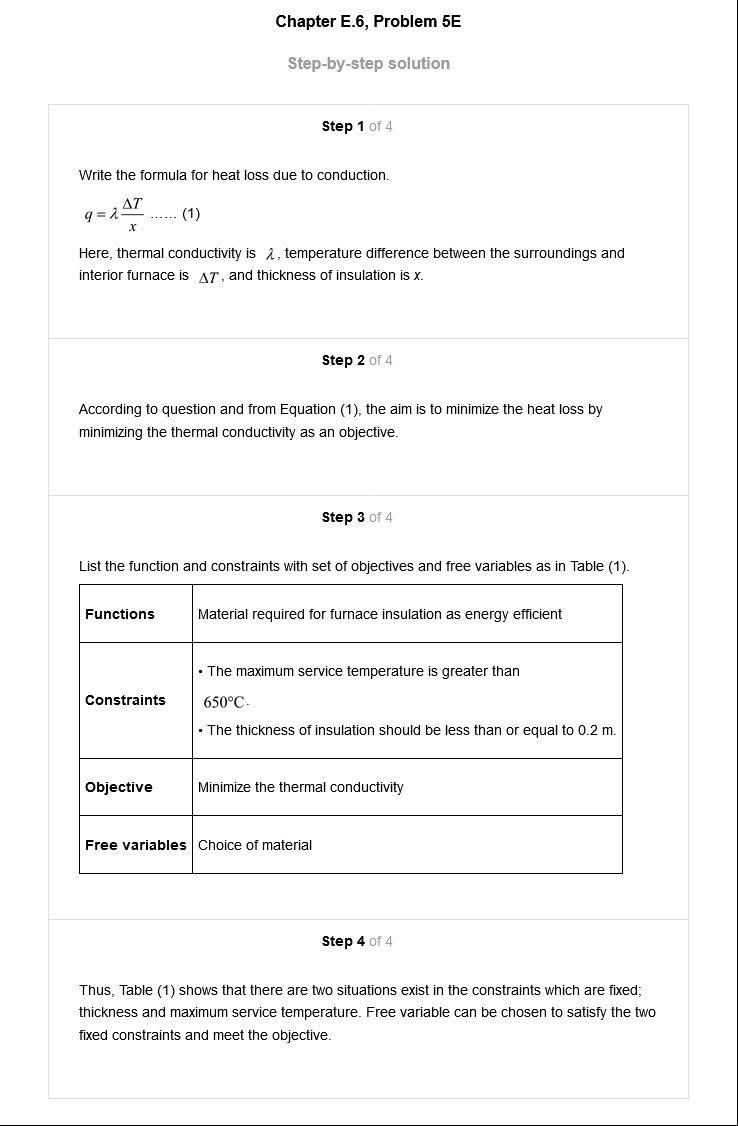 Chapter E.6, Problem 5E
Step-by-step solution
Step 1 of 4
Write the formula for heat loss due to conduction.
q = λ ΔT/x ...... (1)
Here, thermal conductivity is λ, temperature difference between the surroundings and
interior furnace is ΔT, and thickness of insulation is x.
Step 2 of 4
According to question and from Equation (1), the aim is to minimize the heat loss by
minimizing the thermal conductivity as an objective.
Step 3 of 4
List the function and constraints with set of objectives and free variables as in Table (1).
Functions Material required for furnace insulation as energy efficient
Constraints
• The maximum service temperature is greater than
650°C.
• The thickness of insulation should be less than or equal to 0.2 m.
Objective Minimize the thermal conductivity
Free variables Choice of material
Step 4 of 4
Thus, Table (1) shows that there are two situations exist in the constraints which are fixed;
thickness and maximum service temperature. Free variable can be chosen to satisfy the two
fixed constraints and meet the objective.